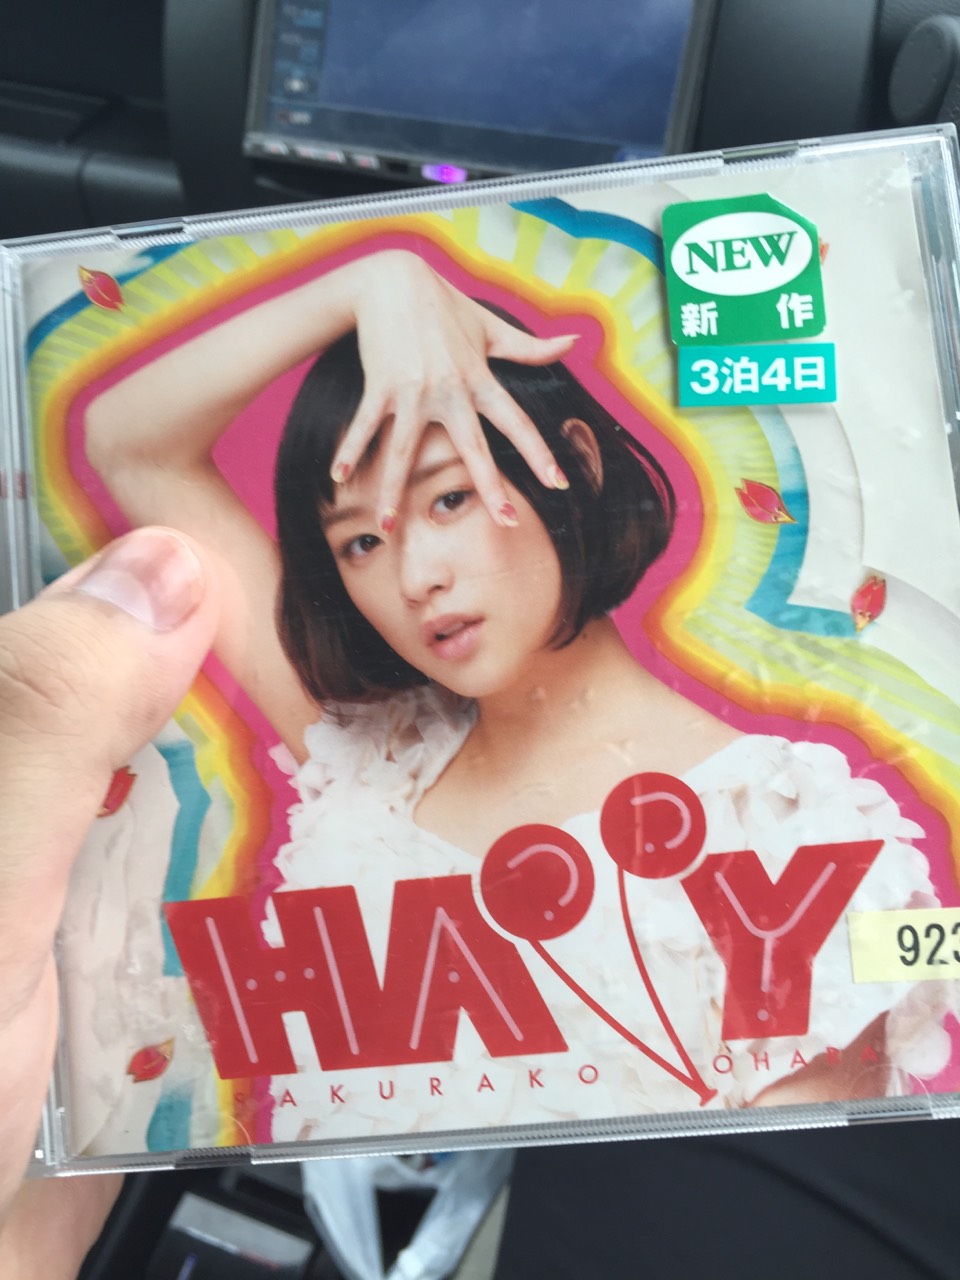 NEW
新作
3泊4日
HAPPY
923
SAKURAKO OHARA